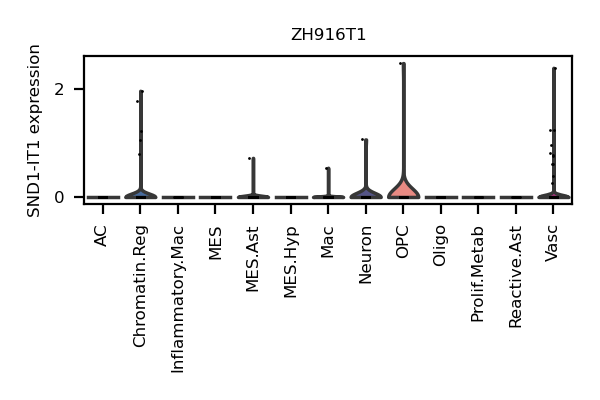 ZH916T1
SND1-IT1 expression
2
0
AC
Chromatin.Reg
Inflammatory.Mac
MES
MES.Ast
MES.Hyp
Mac
Neuron
OPC
Oligo
Prolif.Metab
Reactive.Ast
Vasc